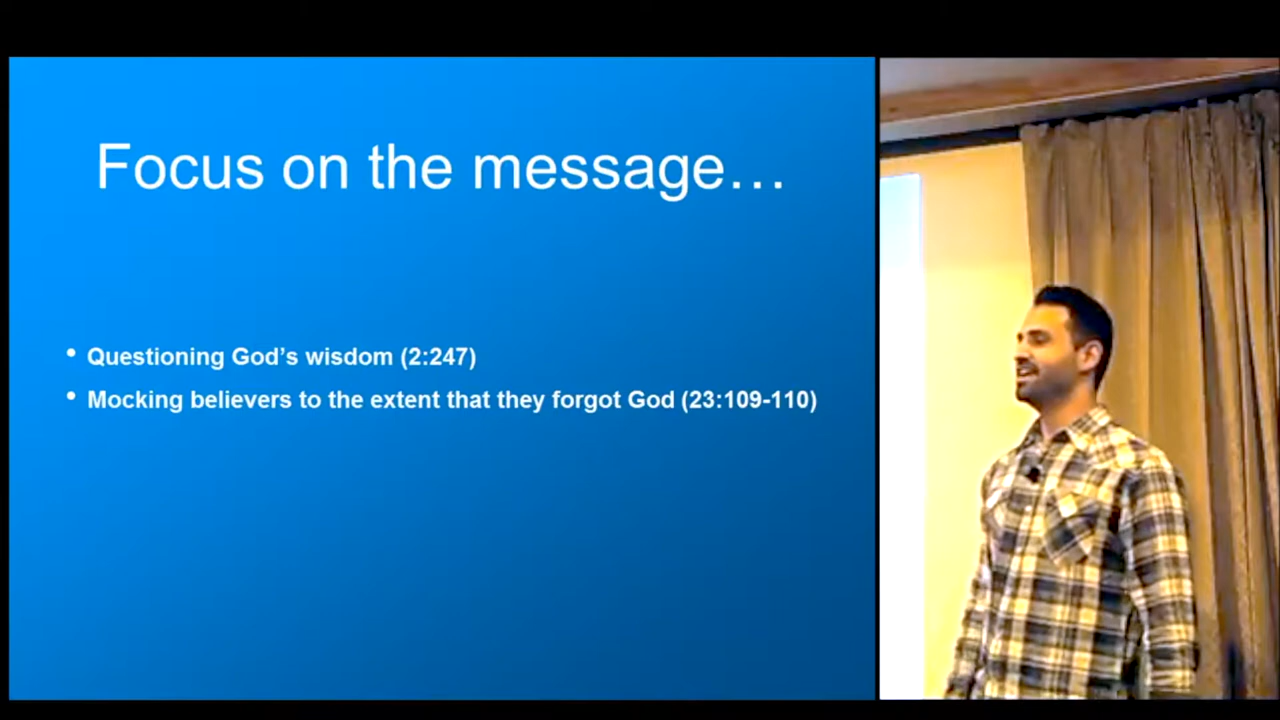 Focus on the message…
• Questioning God’s wisdom (2:247)
• Mocking believers to the extent that they forgot God (23:109-110)